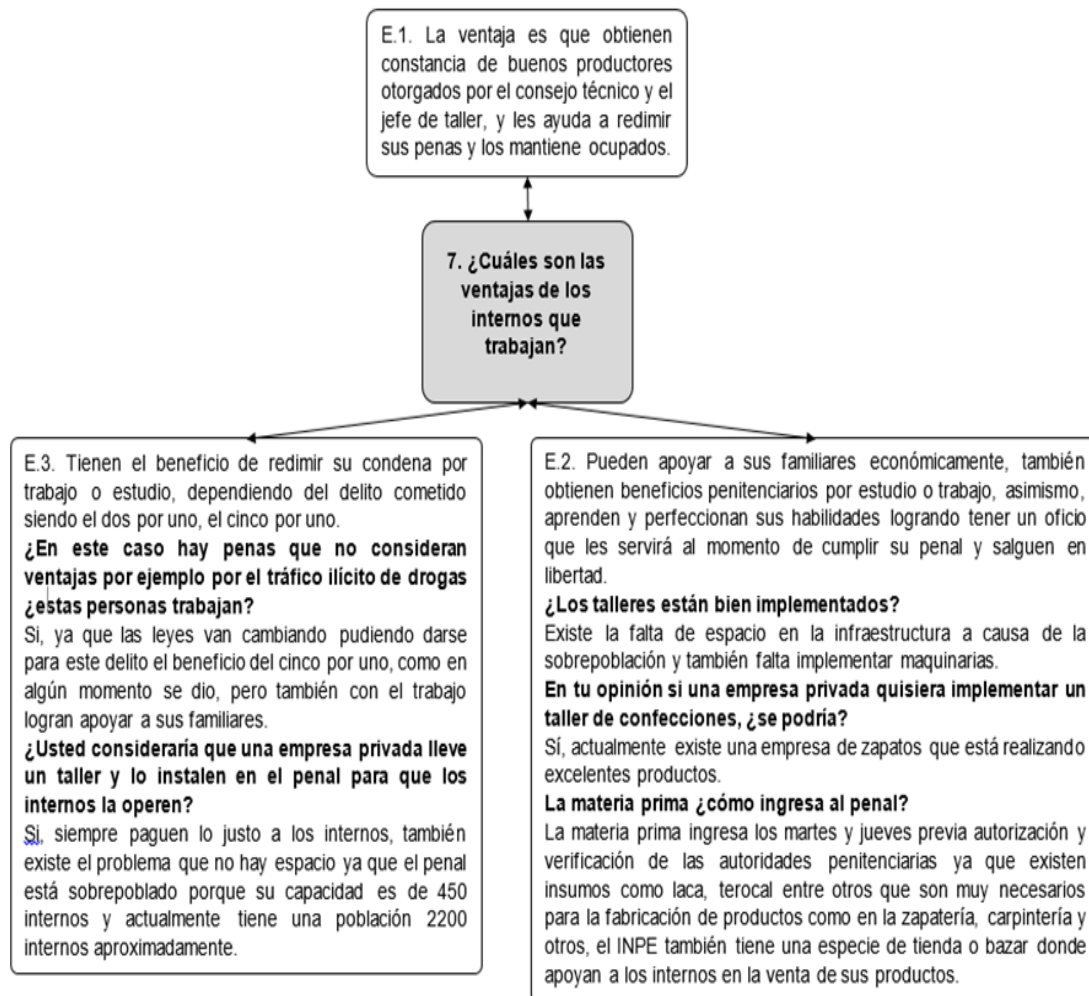 E.1. La ventaja es que obtienen
constancia de buenos productores
otorgados por el consejo técnico y el
jefe de taller, y les ayuda a redimir
sus penas y los mantiene ocupados.
7. ¿Cuáles son las
ventajas de los
internos que
trabajan?
E.3. Tienen el beneficio de redimir su condena por
trabajo o estudio, dependiendo del delito cometido
siendo el dos por uno, el cinco por uno.
¿En este caso hay penas que no consideran
ventajas por ejemplo por el tráfico ilícito de drogas
¿estas personas trabajan?
Si, ya que las leyes van cambiando pudiendo darse
para este delito el beneficio del cinco por uno, como en
algún momento se dio, pero también con el trabajo
logran apoyar a sus familiares.
¿Usted consideraría que una empresa privada lleve
un taller y lo instalen en el penal para que los
internos la operen?
Si, siempre paguen lo justo a los internos, también
existe el problema que no hay espacio ya que el penal
está sobrepoblado porque su capacidad es de 450
internos y actualmente tiene una población 2200
internos aproximadamente.
E.2. Pueden apoyar a sus familiares económicamente, también
obtienen beneficios penitenciarios por estudio o trabajo, asimismo,
aprenden y perfeccionan sus habilidades logrando tener un oficio
que les servirá al momento de cumplir su penal y salguen en
libertad.
¿Los talleres están bien implementados?
Existe la falta de espacio en la infraestructura a causa de la
sobrepoblación y también falta implementar maquinarias.
En tu opinión si una empresa privada quisiera implementar un
taller de confecciones, ¿se podría?
Sí, actualmente existe una empresa de zapatos que está realizando
excelentes productos.
La materia prima ¿cómo ingresa al penal?
La materia prima ingresa los martes y jueves previa autorización y
verificación de las autoridades penitenciarias ya que existen
insumos como laca, terocal entre otros que son muy necesarios
para la fabricación de productos como en la zapatería, carpintería y
otros, el INPE también tiene una especie de tienda o bazar donde
apoyan a los internos en la venta de sus productos.